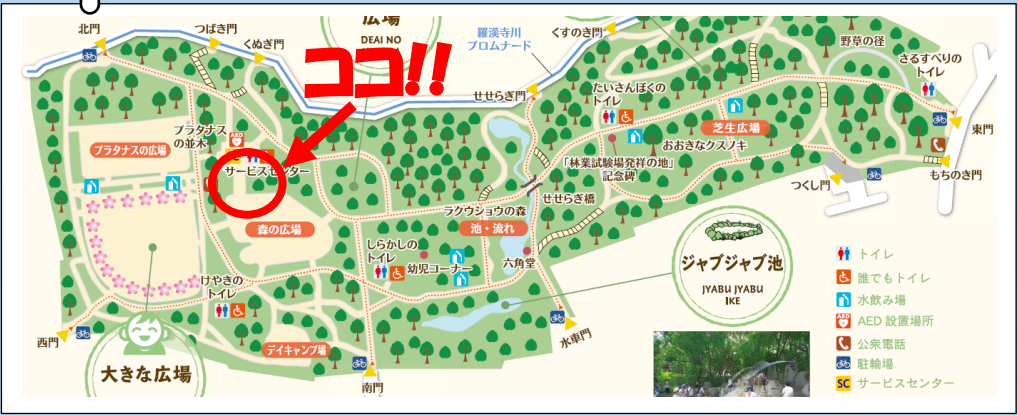 広場
DEAI NO
ココ!!
北門
つばき門
くぬぎ門
羅漢寺川
プロムナード
くすのき門
野草の径
さるすべりの
トイレ
せせらぎ門
たいさんぼくの
トイレ
東門
プラタナス
の並木
AED
プラタナスの広場
サービスセンター
芝生広場
おおきなクスノキ
「林業試験場発祥の地」
記念碑
もちのき門
つくし門
せせらぎ橋
ラクウショウの森
森の広場
池・流れ
しらかしの
トイレ
幼児コーナー
六角堂
けやきの
トイレ
ジャブジャブ池
JYABU JYABU
IKE
西門
デイキャンプ場
水車門
南門
大きな広場
トイレ
誰でもトイレ
水飲み場
AED
AED 設置場所
公衆電話
駐輪場
SC サービスセンター